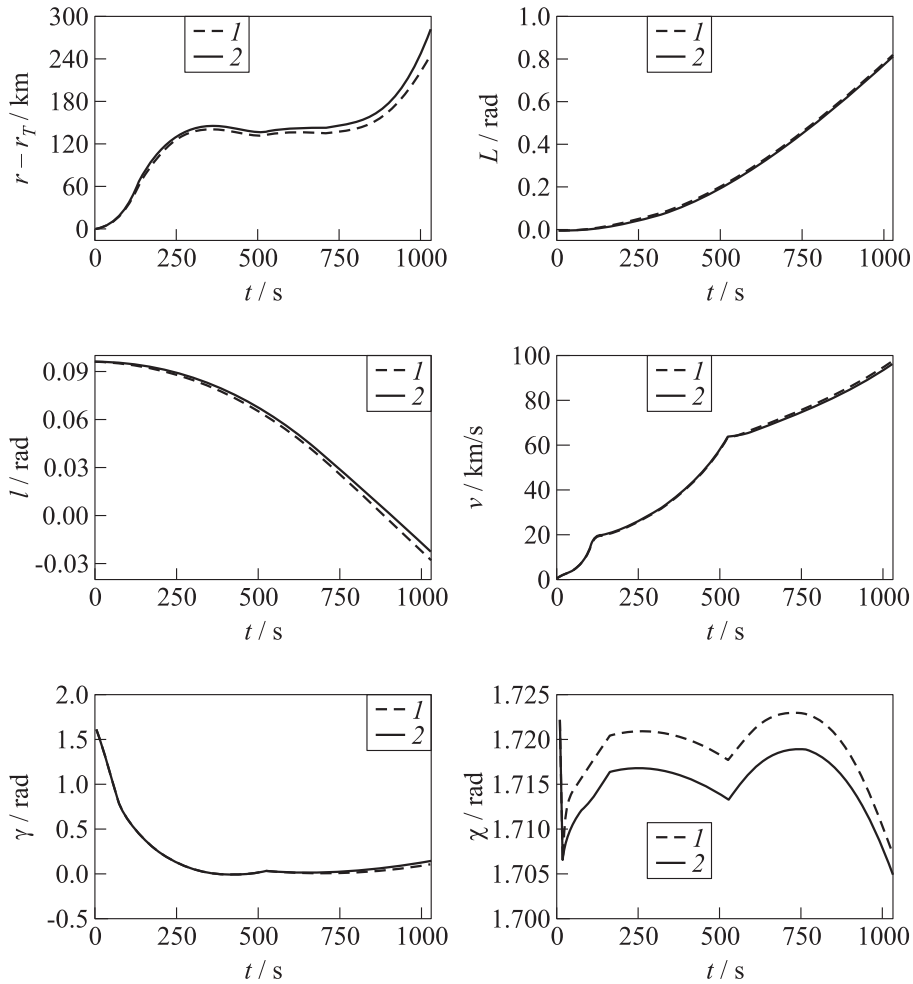 300
240
180
120
60
0
r – r_T / km
1
2
0 250 500 750 1000
t / s
1.0
0.8
0.6
0.4
0.2
0.0
L / rad
1
2
0 250 500 750 1000
t / s
0.09
0.06
0.03
0.00
-0.03
l / rad
1
2
0 250 500 750 1000
t / s
100
80
60
40
20
0
v / km/s
1
2
0 250 500 750 1000
t / s
2.0
1.5
1.0
0.5
0.0
-0.5
γ / rad
1
2
0 250 500 750 1000
t / s
1.725
1.720
1.715
1.710
1.705
1.700
χ / rad
1
2
0 250 500 750 1000
t / s